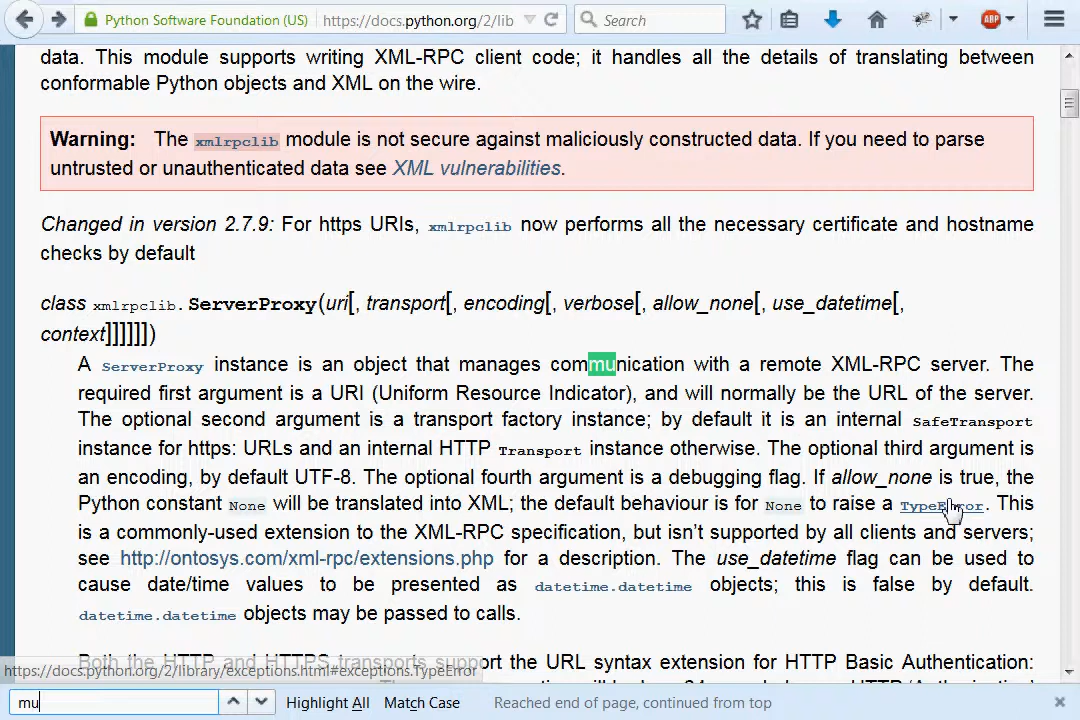 Python Software Foundation (US)
https://docs.python.org/2/lib
Search
ABP
data. This module supports writing XML-RPC client code; it handles all the details of translating between
conformable Python objects and XML on the wire.
Warning: The xmlrpclib module is not secure against maliciously constructed data. If you need to parse
untrusted or unauthenticated data see XML vulnerabilities.
Changed in version 2.7.9: For https URIs, xmlrpclib now performs all the necessary certificate and hostname
checks by default
class xmlrpclib.ServerProxy(uri[, transport[, encoding[, verbose[, allow_none[, use_datetime[,
context]]]]]])
A ServerProxy instance is an object that manages communication with a remote XML-RPC server. The
required first argument is a URI (Uniform Resource Indicator), and will normally be the URL of the server.
The optional second argument is a transport factory instance; by default it is an internal SafeTransport
instance for https: URLs and an internal HTTP Transport instance otherwise. The optional third argument is
an encoding, by default UTF-8. The optional fourth argument is a debugging flag. If allow_none is true, the
Python constant None will be translated into XML; the default behaviour is for None to raise a TypeError. This
is a commonly-used extension to the XML-RPC specification, but isn't supported by all clients and servers;
see http://ontosys.com/xml-rpc/extensions.php for a description. The use_datetime flag can be used to
cause date/time values to be presented as datetime.datetime objects; this is false by default.
datetime.datetime objects may be passed to calls.
Both the HTTP and HTTPS transports support the URL syntax extension for HTTP Basic Authentication:
https://docs.python.org/2/library/exceptions.html#exceptions.TypeError
mu
Highlight All
Match Case
Reached end of page, continued from top